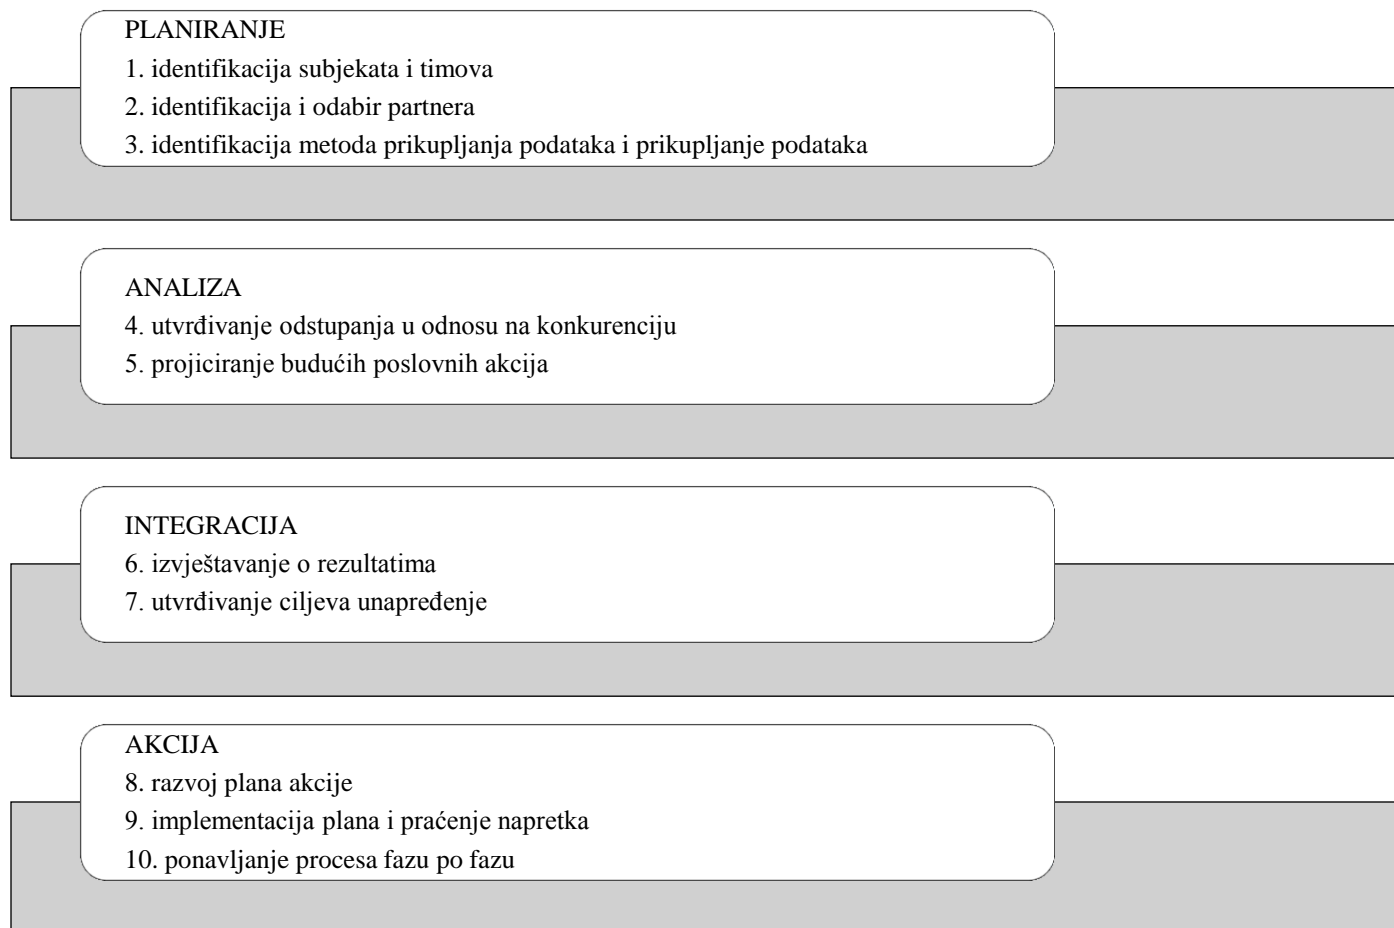 PLANIRANJE
1. identifikacija subjekata i timova
2. identifikacija i odabir partnera
3. identifikacija metoda prikupljanja podataka i prikupljanje podataka
ANALIZA
4. utvrđivanje odstupanja u odnosu na konkurenciju
5. projiciranje budućih poslovnih akcija
INTEGRACIJA
6. izvještavanje o rezultatima
7. utvrđivanje ciljeva unapređenje
AKCIJA
8. razvoj plana akcije
9. implementacija plana i praćenje napretka
10. ponavljanje procesa fazu po fazu